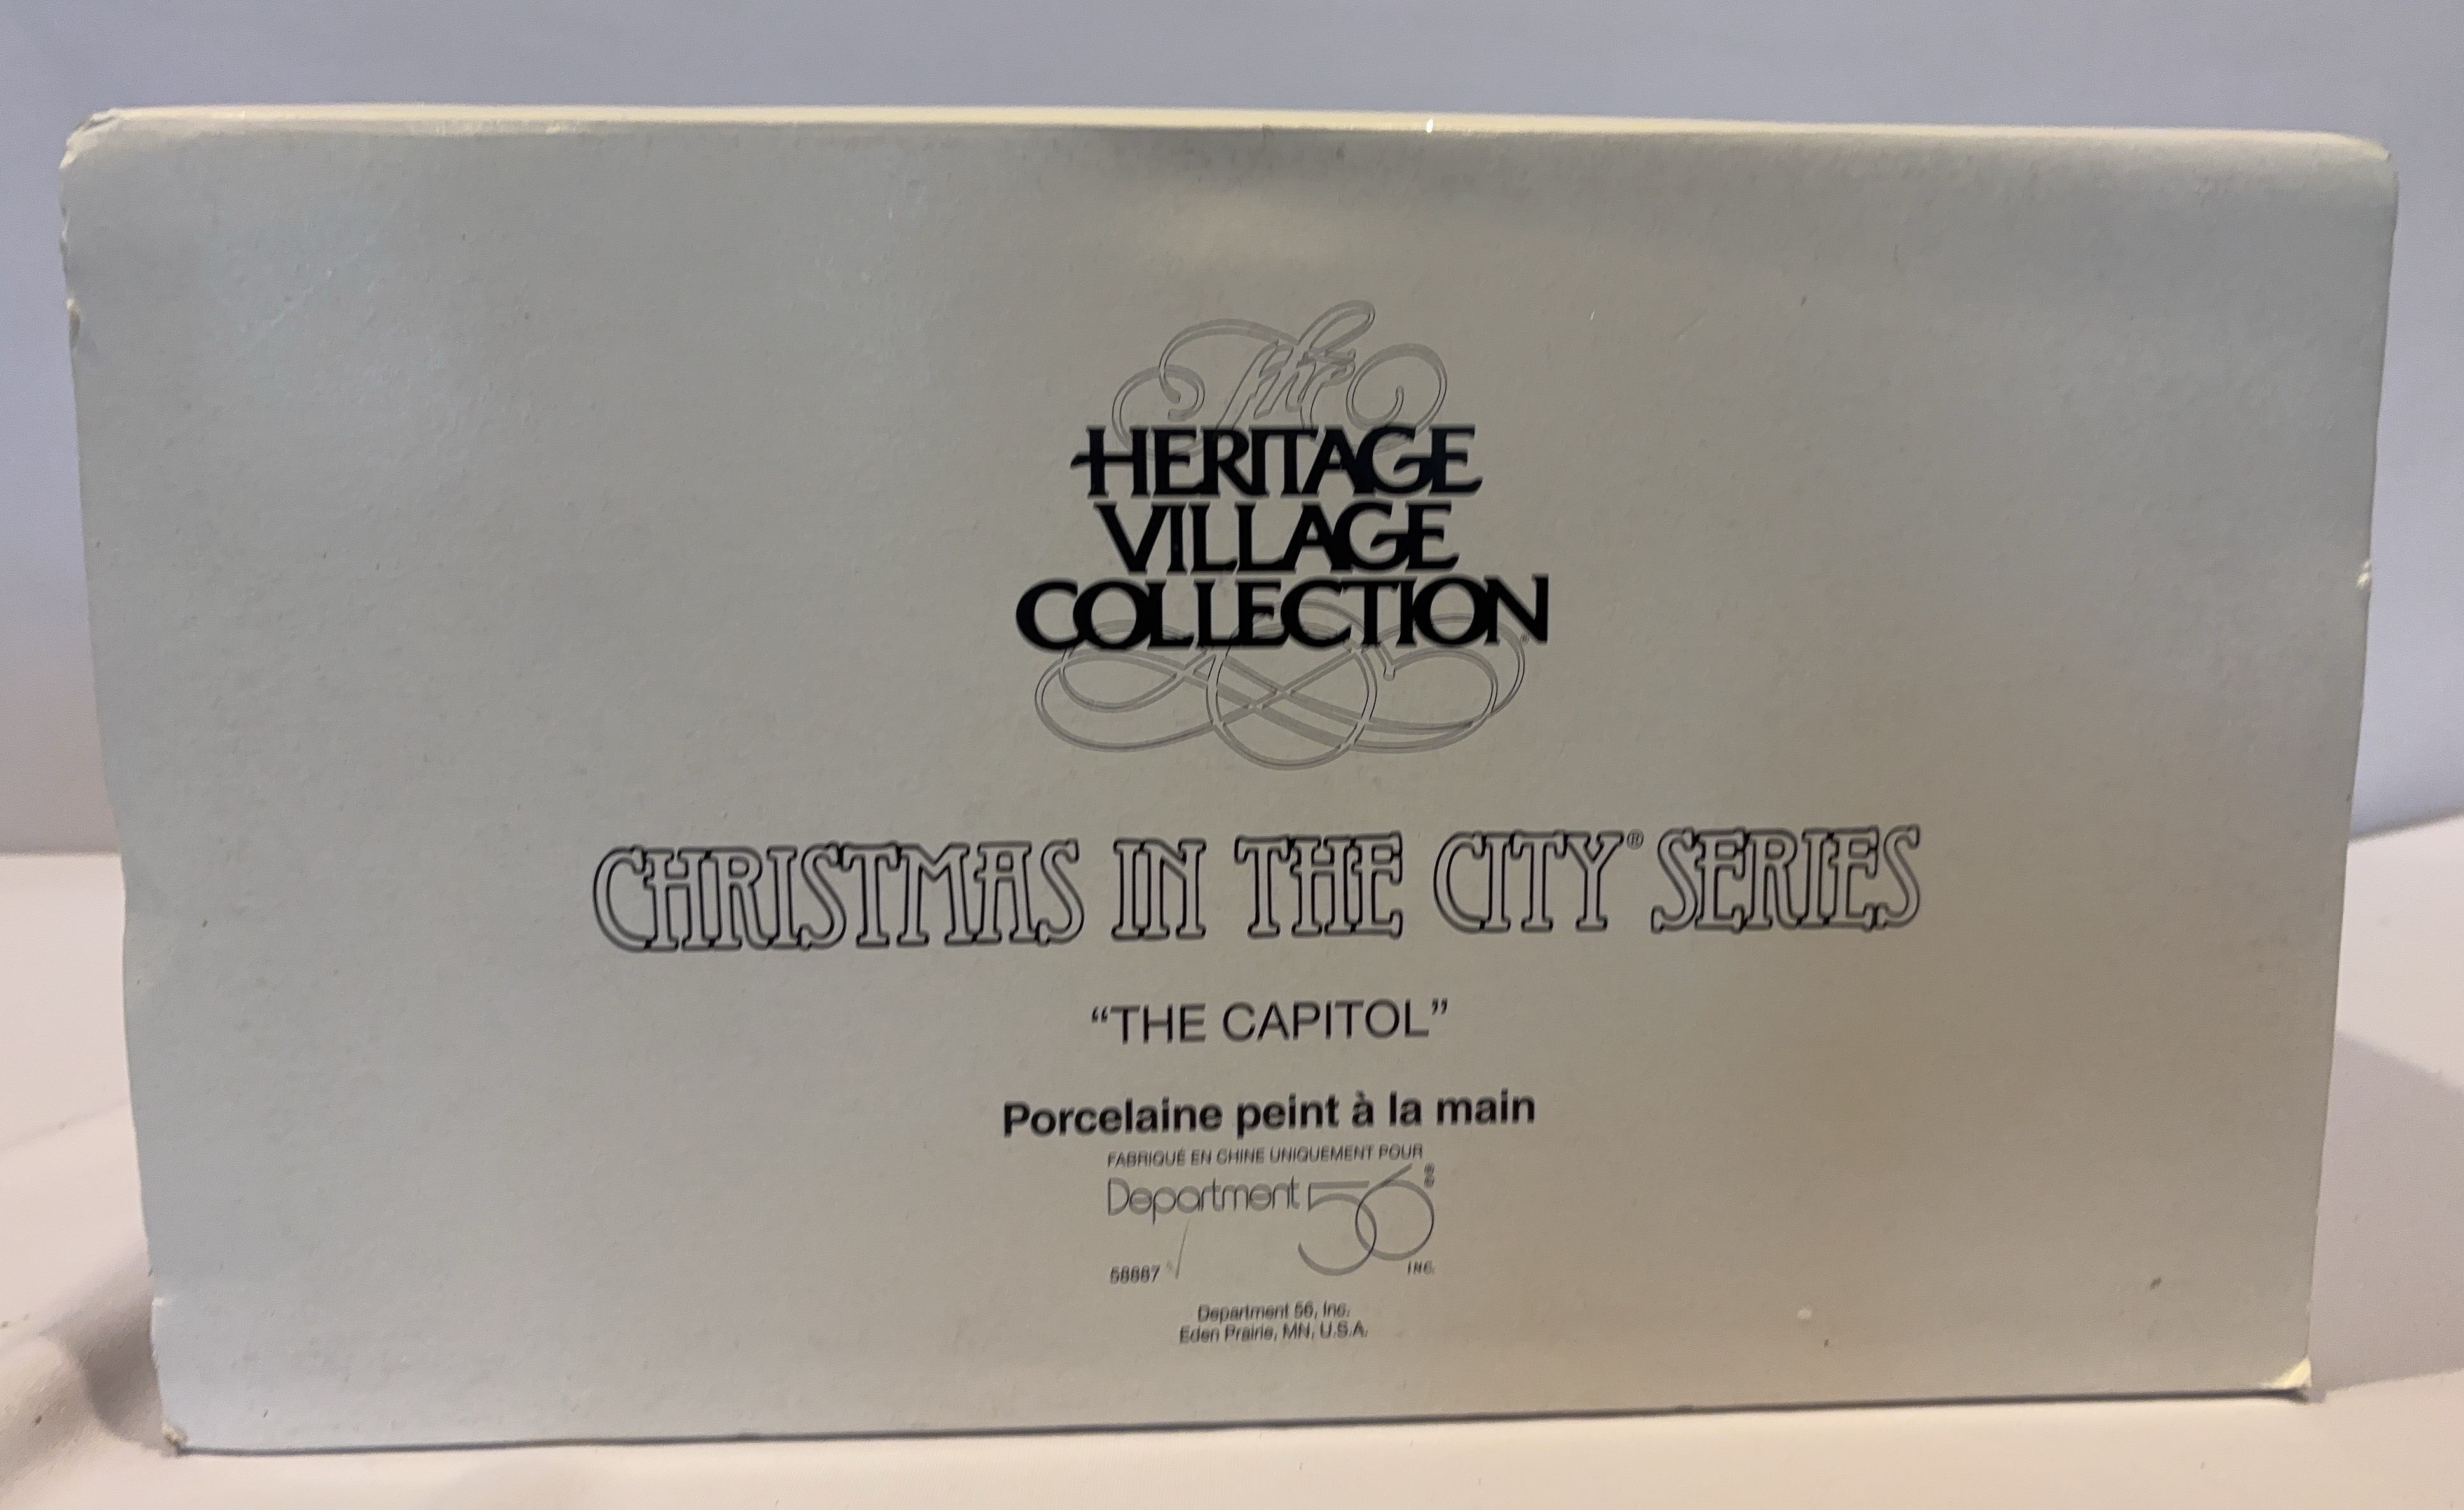 The
HERITAGE
VILLAGE
COLLECTION®
CHRISTMAS IN THE CITY® SERIES
“THE CAPITOL”
Porcelaine peint à la main
FABRIQUÉ EN CHINE UNIQUEMENT POUR
Department 56®
58887
INC.
Department 56, Inc.
Eden Prairie, MN, U.S.A.